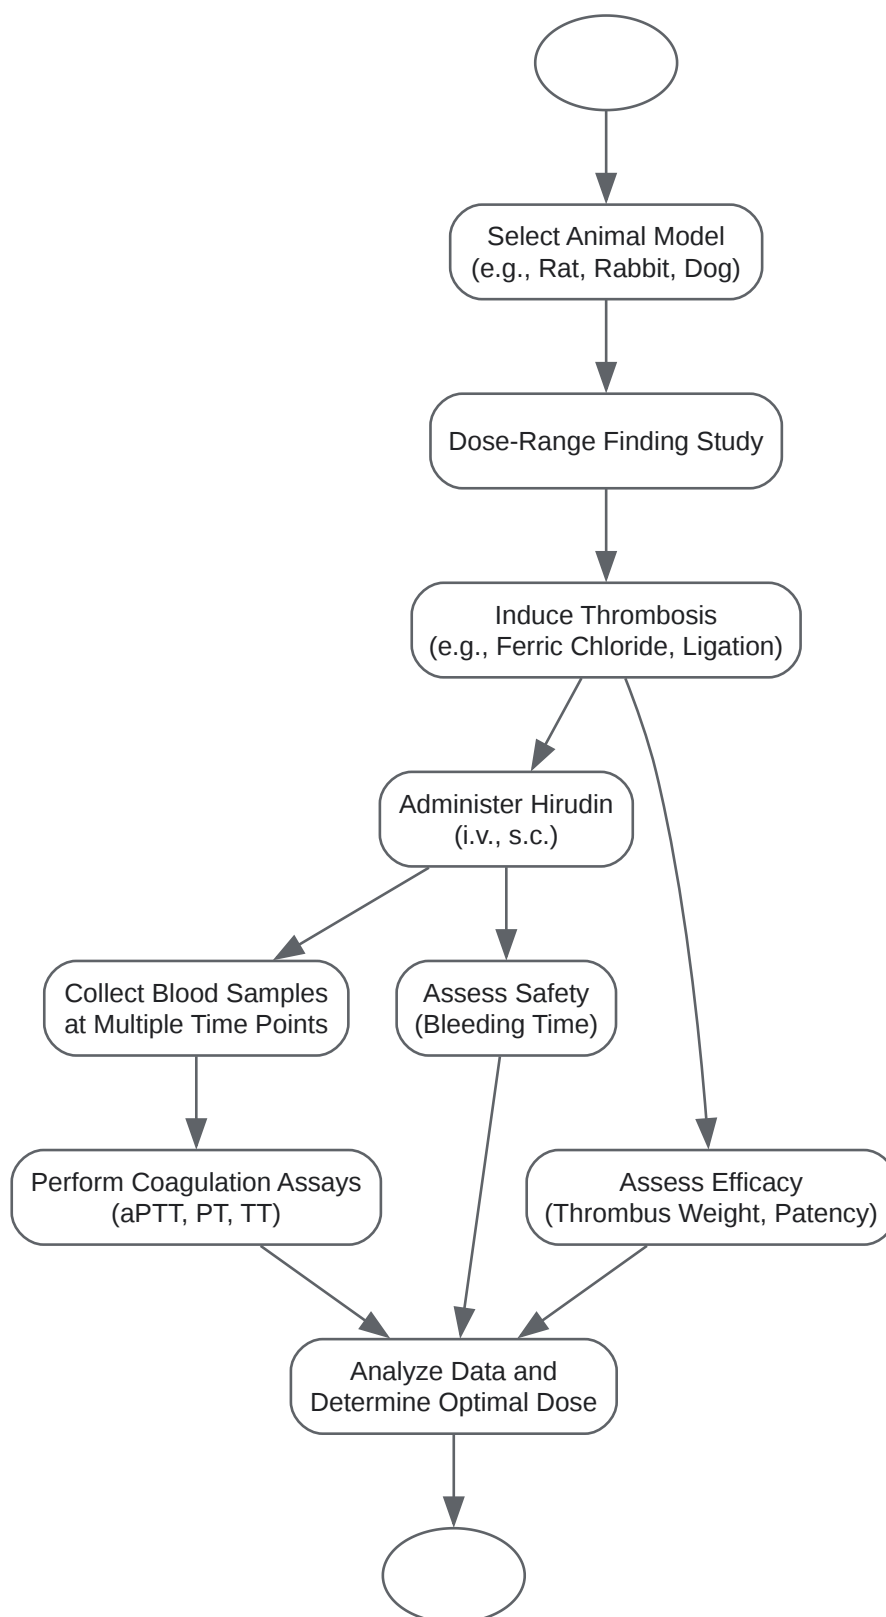 Select Animal Model
(e.g., Rat, Rabbit, Dog)
Dose-Range Finding Study
Induce Thrombosis
(e.g., Ferric Chloride, Ligation)
Administer Hirudin
(i.v., s.c.)
Collect Blood Samples
at Multiple Time Points
Assess Safety
(Bleeding Time)
Perform Coagulation Assays
(aPTT, PT, TT)
Assess Efficacy
(Thrombus Weight, Patency)
Analyze Data and
Determine Optimal Dose